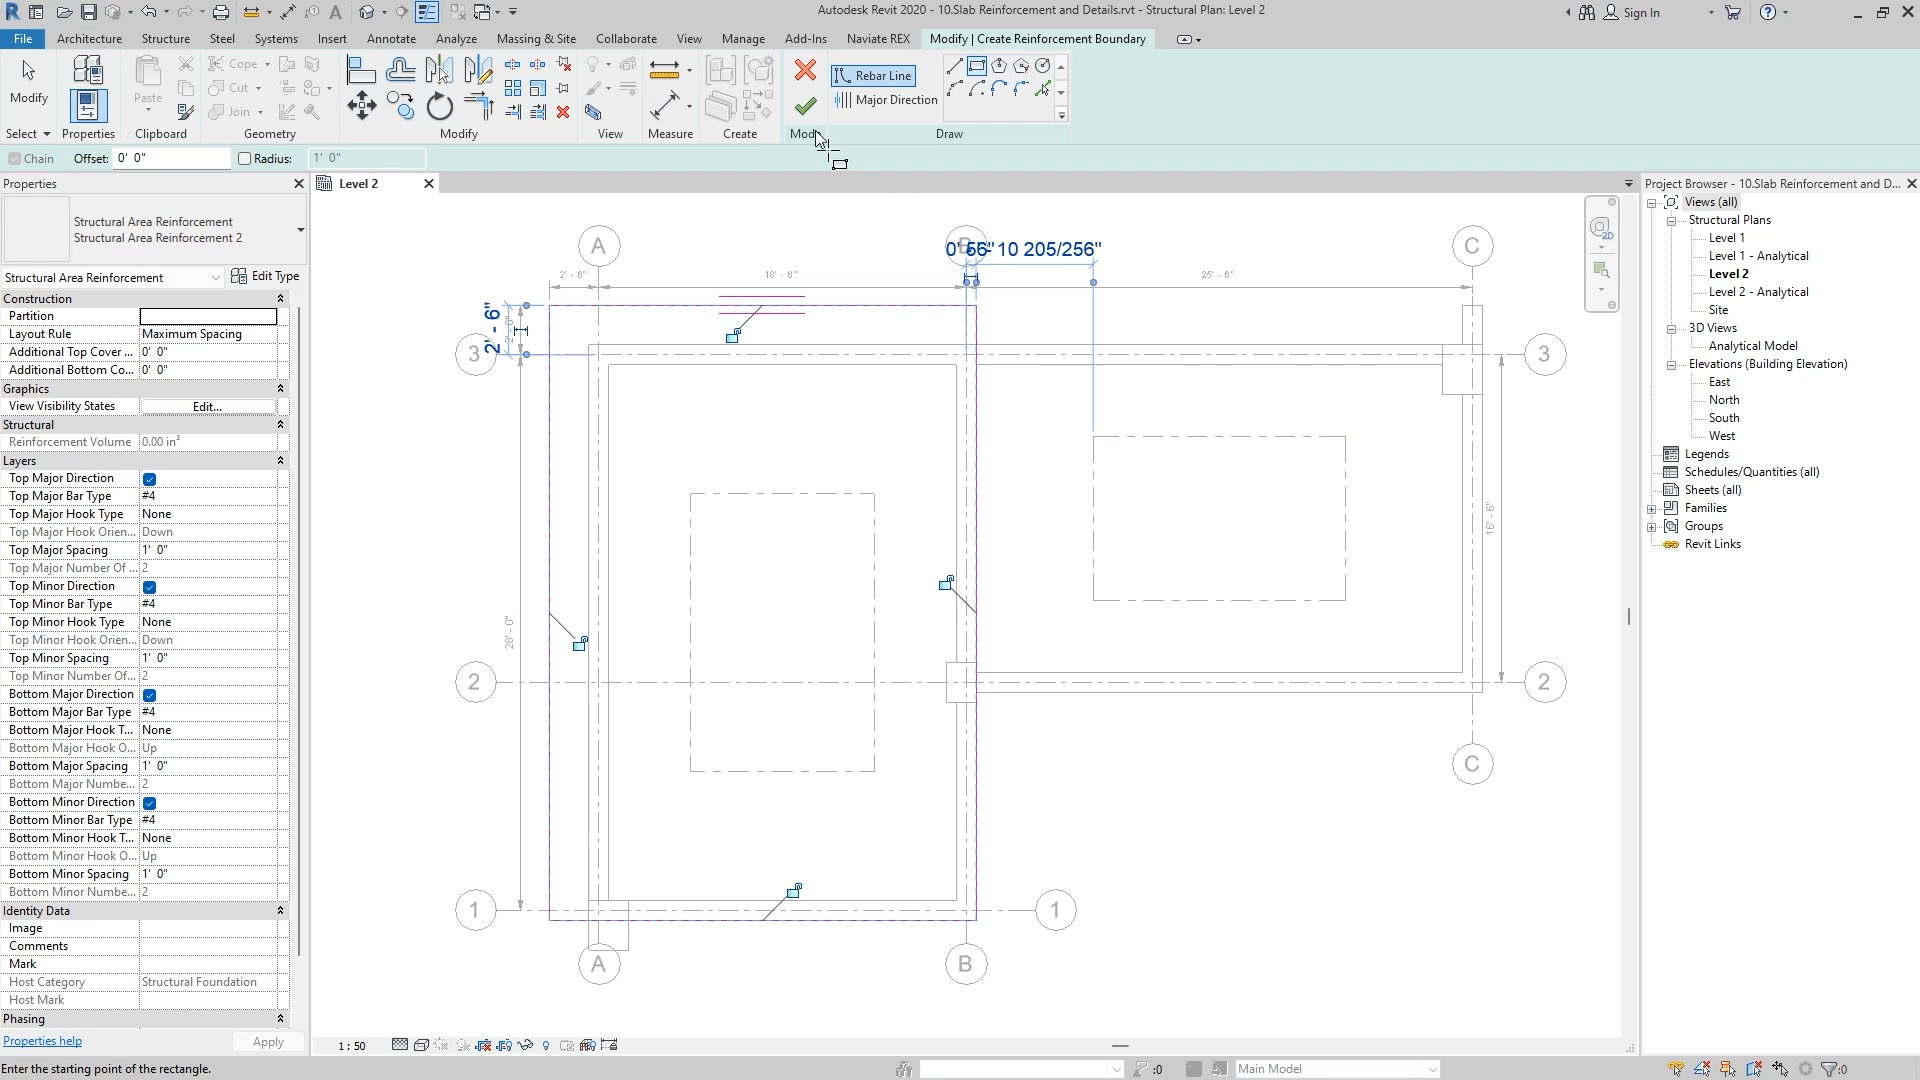 Autodesk Revit 2020 - 10.Slab Reinforcement and Details.rvt - Structural Plan: Level 2
Sign In
File Architecture Structure Steel Systems Insert Annotate Analyze Massing & Site Collaborate View Manage Add-Ins Naviate REX Modify | Create Reinforcement Boundary
Modify
Paste
Cope
Cut
Join
Rebar Line
Major Direction
Select Properties Clipboard Geometry Modify View Measure Create Mode Draw
Chain Offset: 0' 0" Radius: 1' 0"
Properties
Structural Area Reinforcement
Structural Area Reinforcement 2
Structural Area Reinforcement Edit Type
Construction
Partition
Layout Rule Maximum Spacing
Additional Top Cover ... 0' 0"
Additional Bottom Co... 0' 0"
Graphics
View Visibility States Edit...
Structural
Reinforcement Volume 0.00 in³
Layers
Top Major Direction
Top Major Bar Type #4
Top Major Hook Type None
Top Major Hook Orien... Down
Top Major Spacing 1' 0"
Top Major Number Of ... 2
Top Minor Direction
Top Minor Bar Type #4
Top Minor Hook Type None
Top Minor Hook Orien... Down
Top Minor Spacing 1' 0"
Top Minor Number Of... 2
Bottom Major Direction
Bottom Major Bar Type #4
Bottom Major Hook T... None
Bottom Major Hook O... Up
Bottom Major Spacing 1' 0"
Bottom Major Numbe... 2
Bottom Minor Direction
Bottom Minor Bar Type #4
Bottom Minor Hook T... None
Bottom Minor Hook O... Up
Bottom Minor Spacing 1' 0"
Bottom Minor Numbe... 2
Identity Data
Image
Comments
Mark
Host Category Structural Foundation
Host Mark
Phasing
Properties help Apply
Level 2
A
B
C
10 205/256"
2' - 6"
18' - 6"
25' - 6"
2' - 6"
3
3
28' - 0"
16' - 6"
2
2
C
1
1
A
B
1 : 50
Project Browser - 10.Slab Reinforcement and D...
Views (all)
Structural Plans
Level 1
Level 1 - Analytical
Level 2
Level 2 - Analytical
Site
3D Views
Analytical Model
Elevations (Building Elevation)
East
North
South
West
Legends
Schedules/Quantities (all)
Sheets (all)
Families
Groups
Revit Links
Enter the starting point of the rectangle.
:0
Main Model
:0